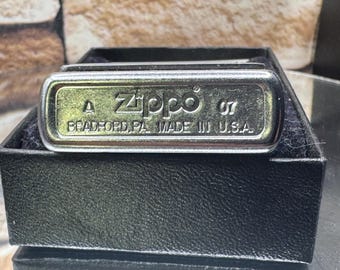 A Zippo® 07
BRADFORD,PA. MADE IN U.S.A.